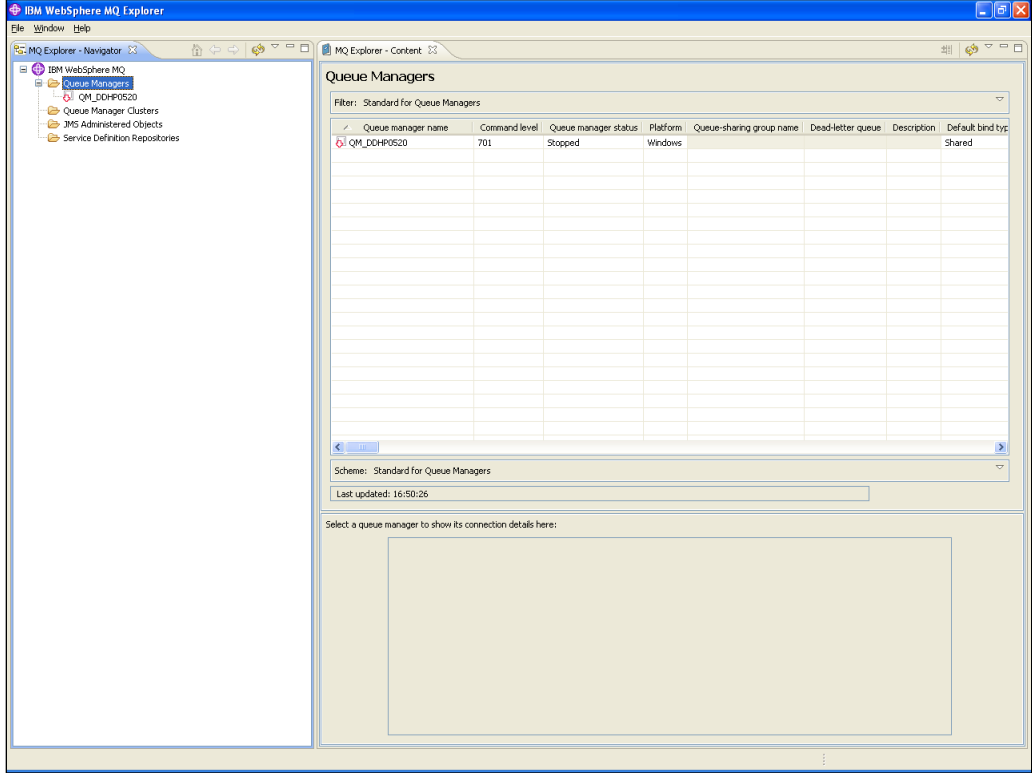 IBM WebSphere MQ Explorer
File Window Help
MQ Explorer - Navigator
IBM WebSphere MQ
Queue Managers
QM_DDHP0520
Queue Manager Clusters
JMS Administered Objects
Service Definition Repositories
MQ Explorer - Content
Queue Managers
Filter: Standard for Queue Managers
Queue manager name Command level Queue manager status Platform Queue-sharing group name Dead-letter queue Description Default bind typ
QM_DDHP0520 701 Stopped Windows Shared
Scheme: Standard for Queue Managers
Last updated: 16:50:26
Select a queue manager to show its connection details here: